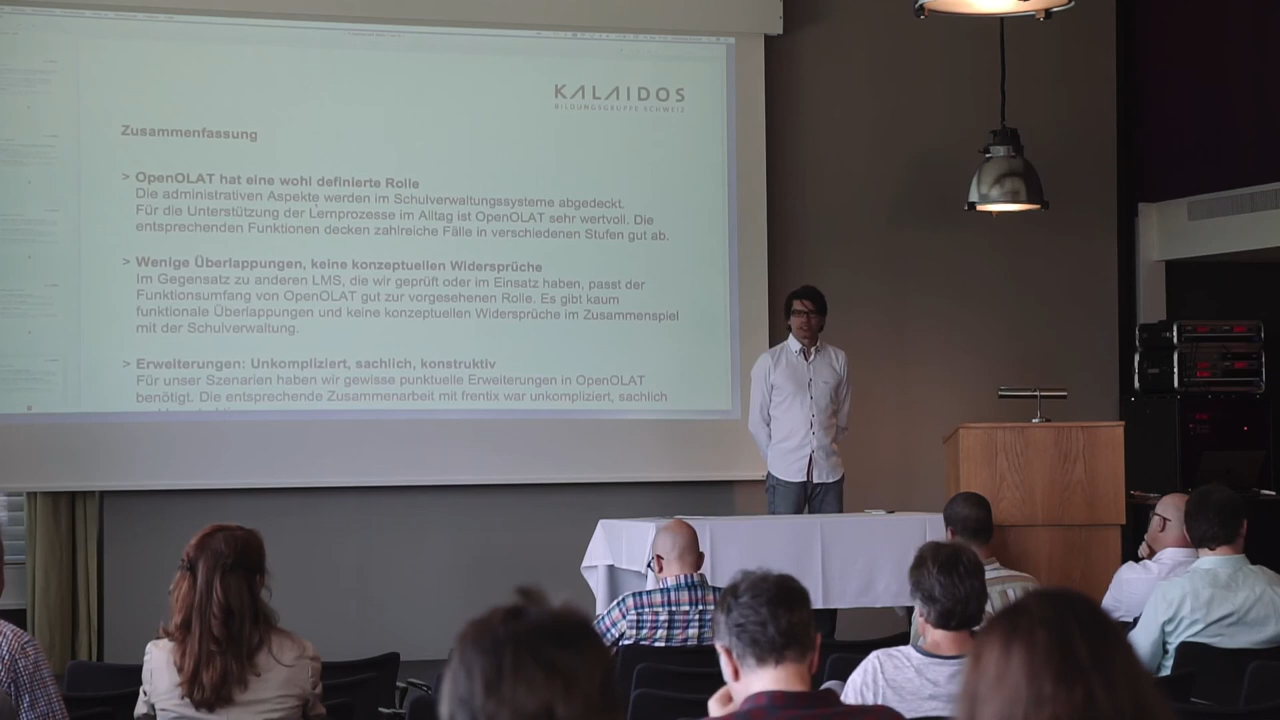 KALAIDOS
BILDUNGSGRUPPE SCHWEIZ
Zusammenfassung
> OpenOLAT hat eine wohl definierte Rolle
Die administrativen Aspekte werden im Schulverwaltungssysteme abgedeckt.
Für die Unterstützung der Lernprozesse im Alltag ist OpenOLAT sehr wertvoll. Die
entsprechenden Funktionen decken zahlreiche Fälle in verschiedenen Stufen gut ab.
> Wenige Überlappungen, keine konzeptuellen Widersprüche
Im Gegensatz zu anderen LMS, die wir geprüft oder im Einsatz haben, passt der
Funktionsumfang von OpenOLAT gut zur vorgesehenen Rolle. Es gibt kaum
funktionale Überlappungen und keine konzeptuellen Widersprüche im Zusammenspiel
mit der Schulverwaltung.
> Erweiterungen: Unkompliziert, sachlich, konstruktiv
Für unser Szenarien haben wir gewisse punktuelle Erweiterungen in OpenOLAT
benötigt. Die entsprechende Zusammenarbeit mit frentix war unkompliziert, sachlich